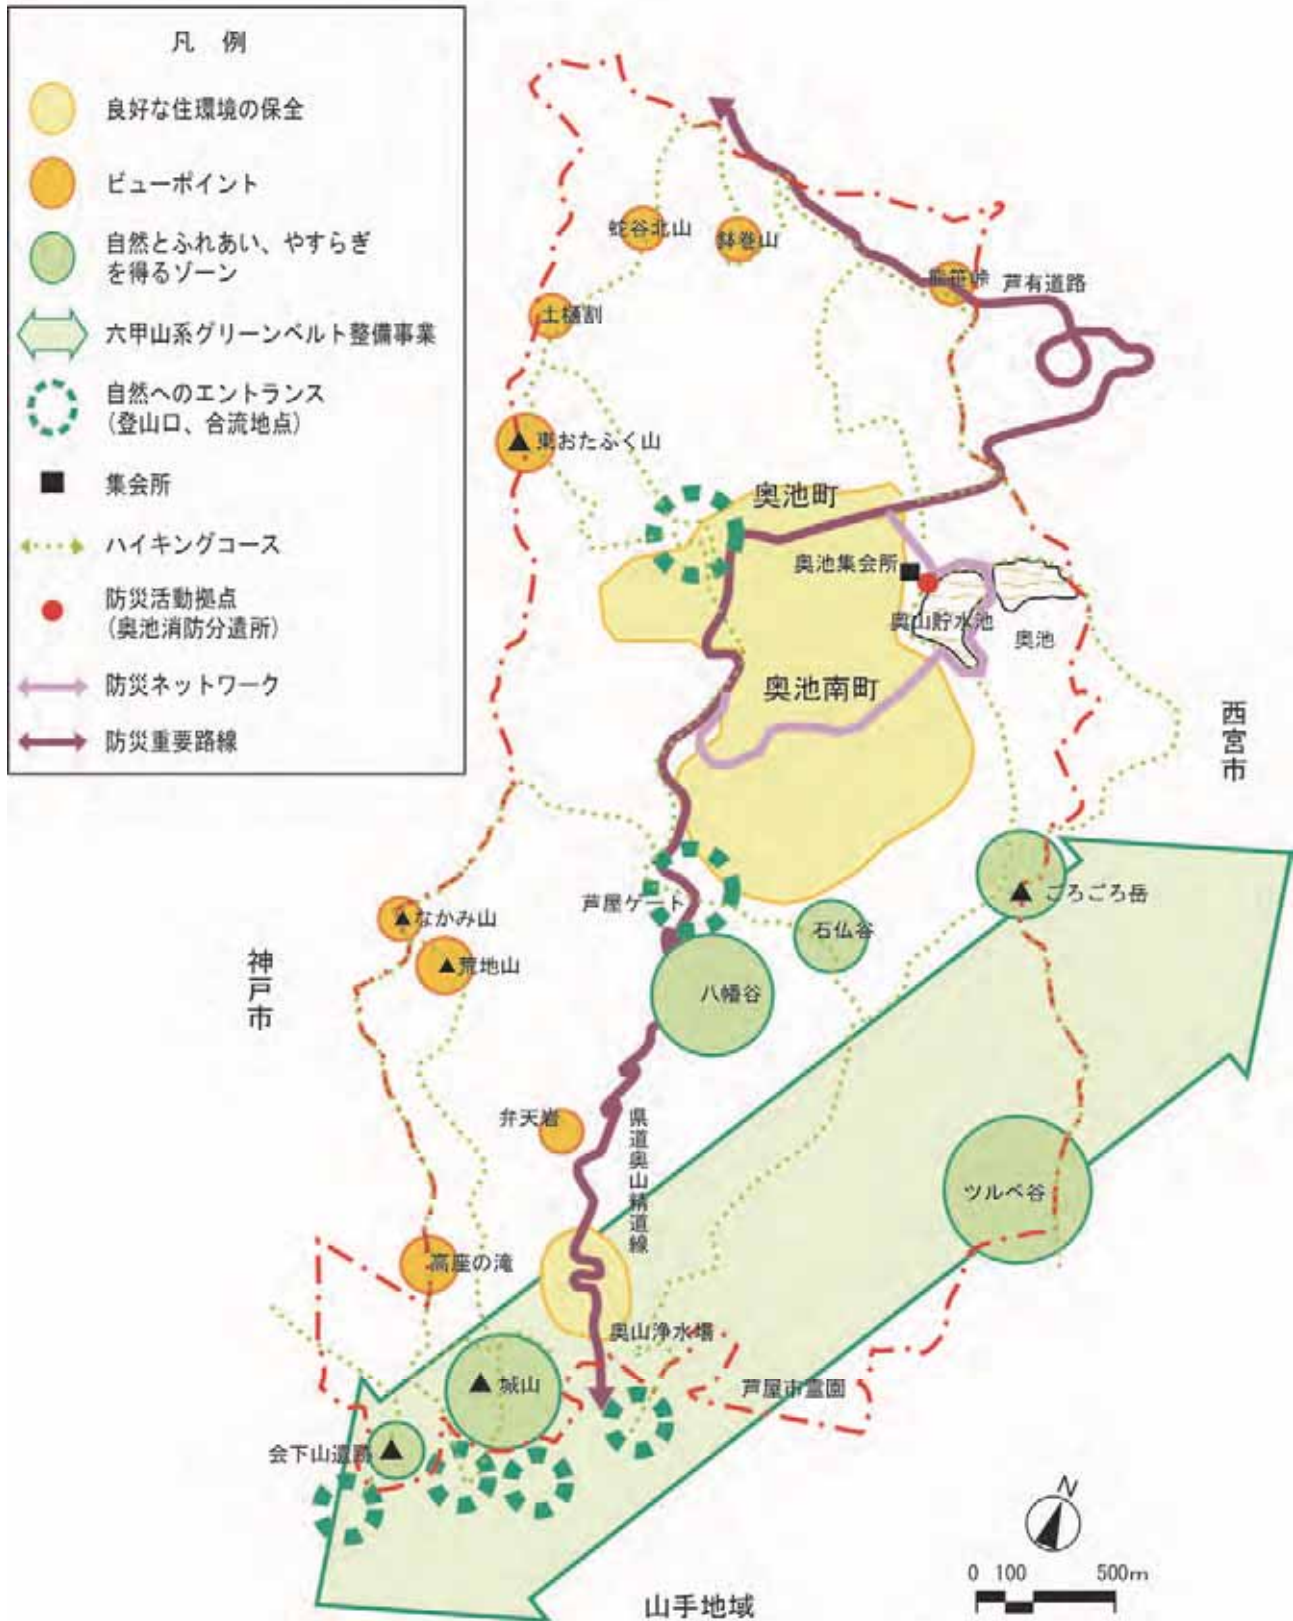 凡 例
良好な住環境の保全
ビューポイント
自然とふれあい、やすらぎ
を得るゾーン
六甲山系グリーンベルト整備事業
自然へのエントランス
(登山口、合流地点)
集会所
ハイキングコース
防災活動拠点
(奥池消防分遣所)
防災ネットワーク
防災重要路線
蛇谷北山
鉢巻山
熊笹峠
芦有道路
土樋割
東おたふく山
奥池町
奥池集会所
奥山貯水池
奥池
奥池南町
西宮市
芦屋ゲート
ごろごろ岳
なかみ山
石仏谷
荒地山
神戸市
八幡谷
弁天岩
県道奥山精道線
ツルベ谷
高座の滝
奥山浄水場
城山
芦屋市霊園
会下山遺跡
N
0 100 500m
山手地域